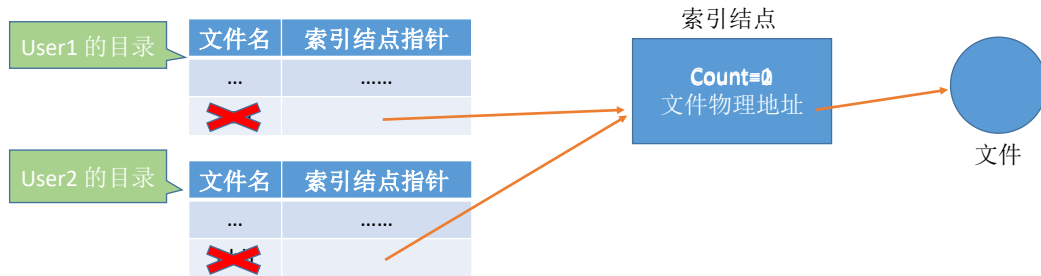 索引结点
User1 的目录
文件名 索引结点指针
... ......
文件物理地址
文件
User2 的目录
文件名 索引结点指针
... ......